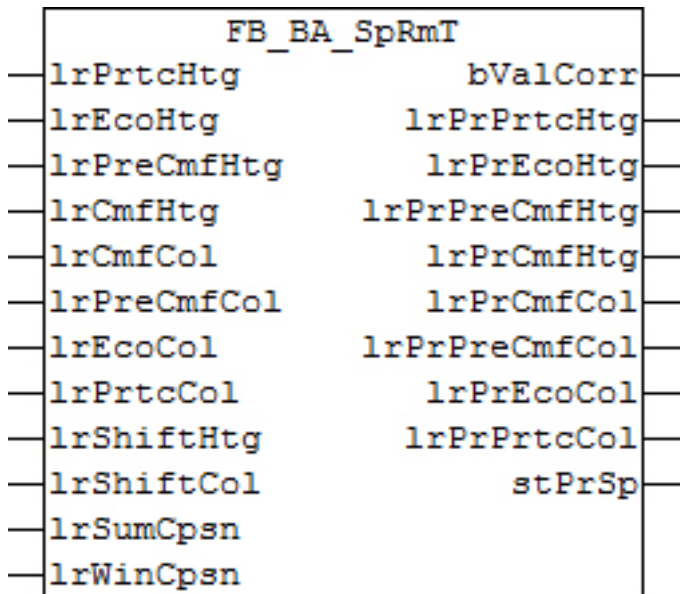 FB_BA_SpRmT
lrPrtcHtg bValCorr
lrEcoHtg lrPrPrtcHtg
lrPreCmfHtg lrPrEcoHtg
lrCmfHtg lrPrPreCmfHtg
lrCmfCol lrPrCmfHtg
lrPreCmfCol lrPrCmfCol
lrEcoCol lrPrPreCmfCol
lrPrtcCol lrPrEcoCol
lrShiftHtg lrPrPrtcCol
lrShiftCol stPrSp
lrSumCpsn
lrWinCpsn